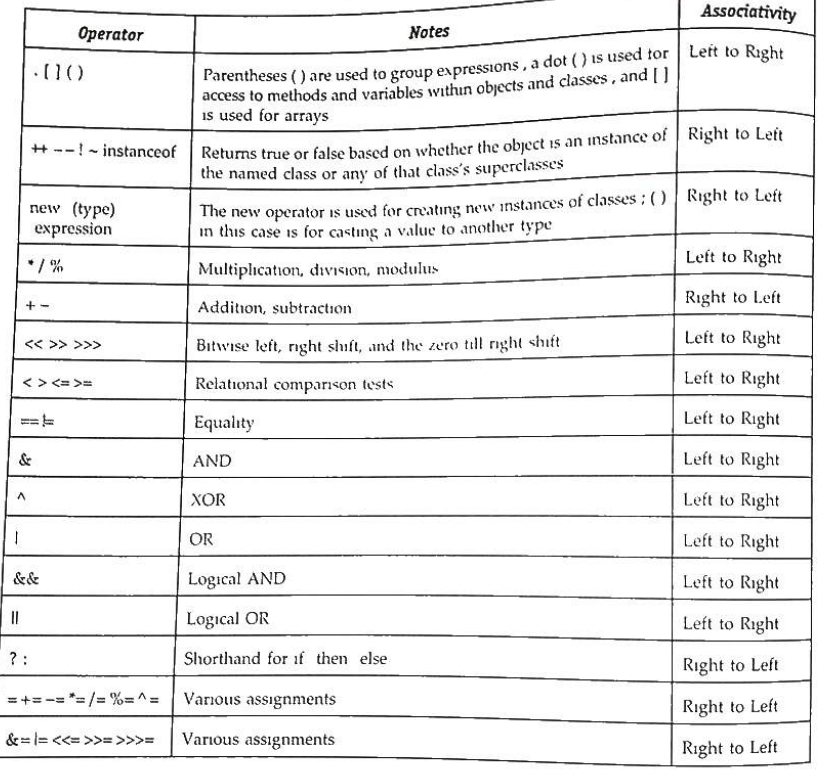 Operator Notes Associativity
. [ ] ( ) Parentheses ( ) are used to group expressions , a dot ( ) is used for Left to Right
access to methods and variables within objects and classes , and [ ]
is used for arrays
++ -- ! ~ instanceof Returns true or false based on whether the object is an instance of Right to Left
the named class or any of that class's superclasses
new (type) The new operator is used for creating new instances of classes ; ( ) Right to Left
expression in this case is for casting a value to another type
* / % Multiplication, division, modulus Left to Right
+ - Addition, subtraction Right to Left
<< >> >>> Bitwise left, right shift, and the zero till right shift Left to Right
< > <= >= Relational comparison tests Left to Right
== != Equality Left to Right
& AND Left to Right
^ XOR Left to Right
| OR Left to Right
&& Logical AND Left to Right
|| Logical OR Left to Right
? : Shorthand for if then else Right to Left
= += -= *= /= %= ^= Various assignments Right to Left
&= |= <<= >>= >>>= Various assignments Right to Left